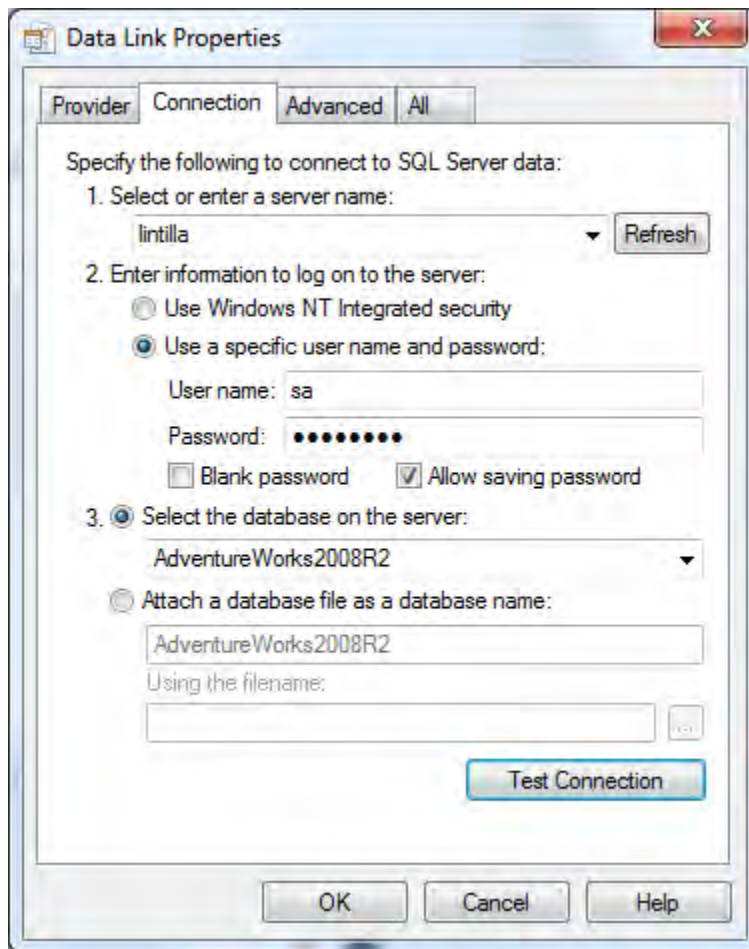 Data Link Properties
Provider Connection Advanced All
Specify the following to connect to SQL Server data:
1. Select or enter a server name:
lintilla Refresh
2. Enter information to log on to the server:
Use Windows NT Integrated security
Use a specific user name and password:
User name: sa
Password: ●●●●●●●●
Blank password Allow saving password
3. Select the database on the server:
AdventureWorks2008R2
Attach a database file as a database name:
AdventureWorks2008R2
Using the filename:
...
Test Connection
OK Cancel Help